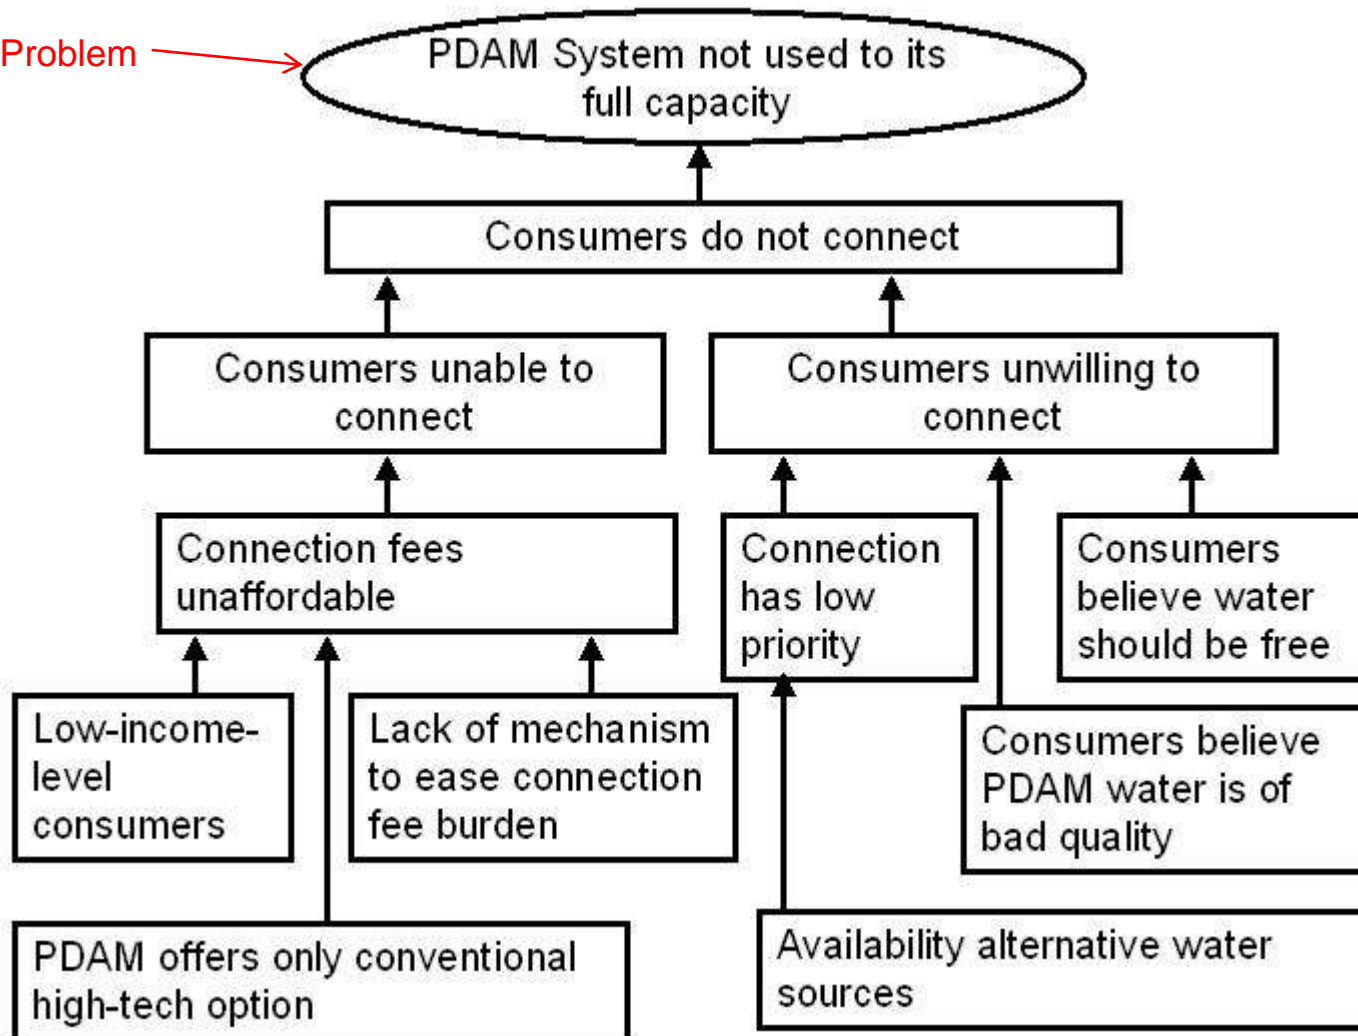 Problem
PDAM System not used to its
full capacity
Consumers do not connect
Consumers unable to
connect
Consumers unwilling to
connect
Connection fees
unaffordable
Connection
has low
priority
Consumers
believe water
should be free
Low-income-
level
consumers
Lack of mechanism
to ease connection
fee burden
Consumers believe
PDAM water is of
bad quality
PDAM offers only conventional
high-tech option
Availability alternative water
sources